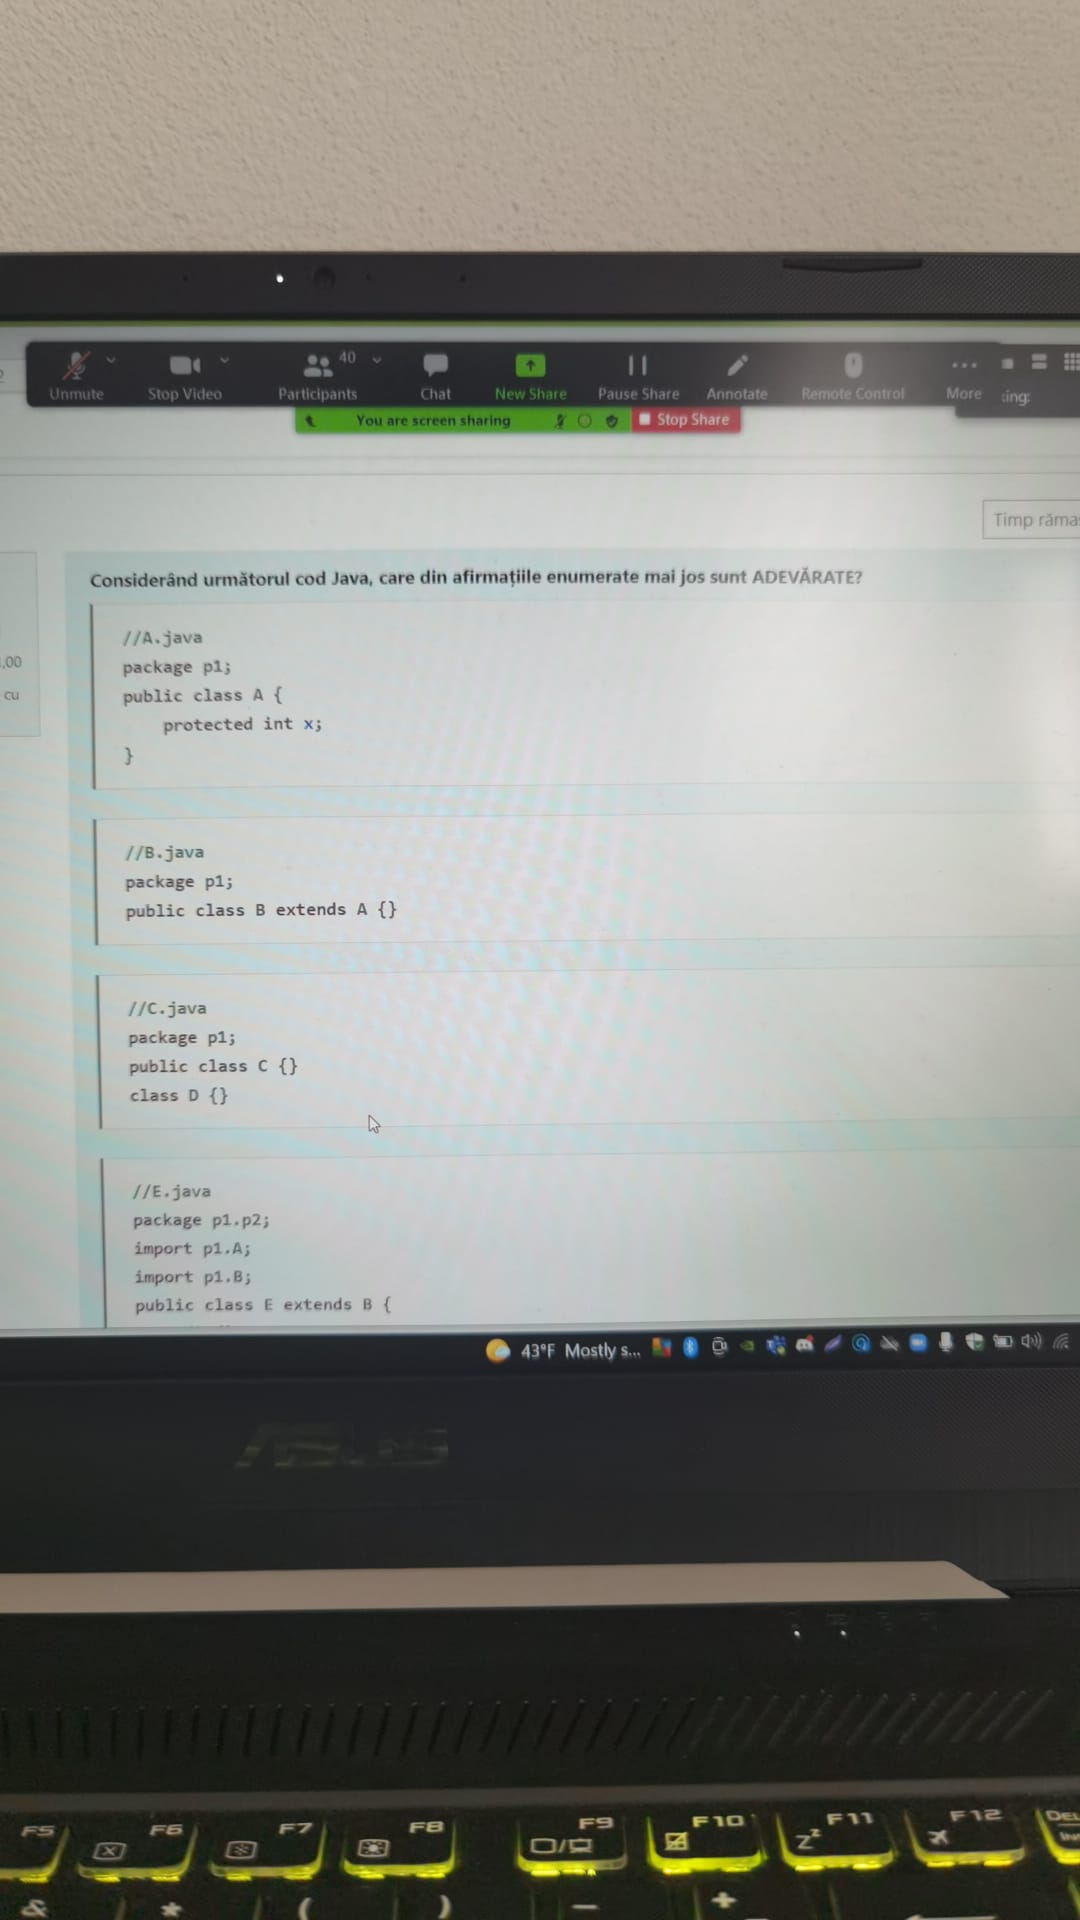 40
Unmute
Stop Video
Participants
Chat
New Share
Pause Share
Annotate
Remote Control
More
ing:
You are screen sharing
Stop Share
Timp rămas
Considerând următorul cod Java, care din afirmațiile enumerate mai jos sunt ADEVĂRATE?
,00
cu
//A.java
package p1;
public class A {
protected int x;
}
//B.java
package p1;
public class B extends A {}
//C.java
package p1;
public class C {}
class D {}
//E.java
package p1.p2;
import p1.A;
import p1.B;
public class E extends B {
43°F Mostly s...
ASUS
F5
F6
F7
F8
F9
F10
F11
F12
DEL
&
*
(
)
-
+